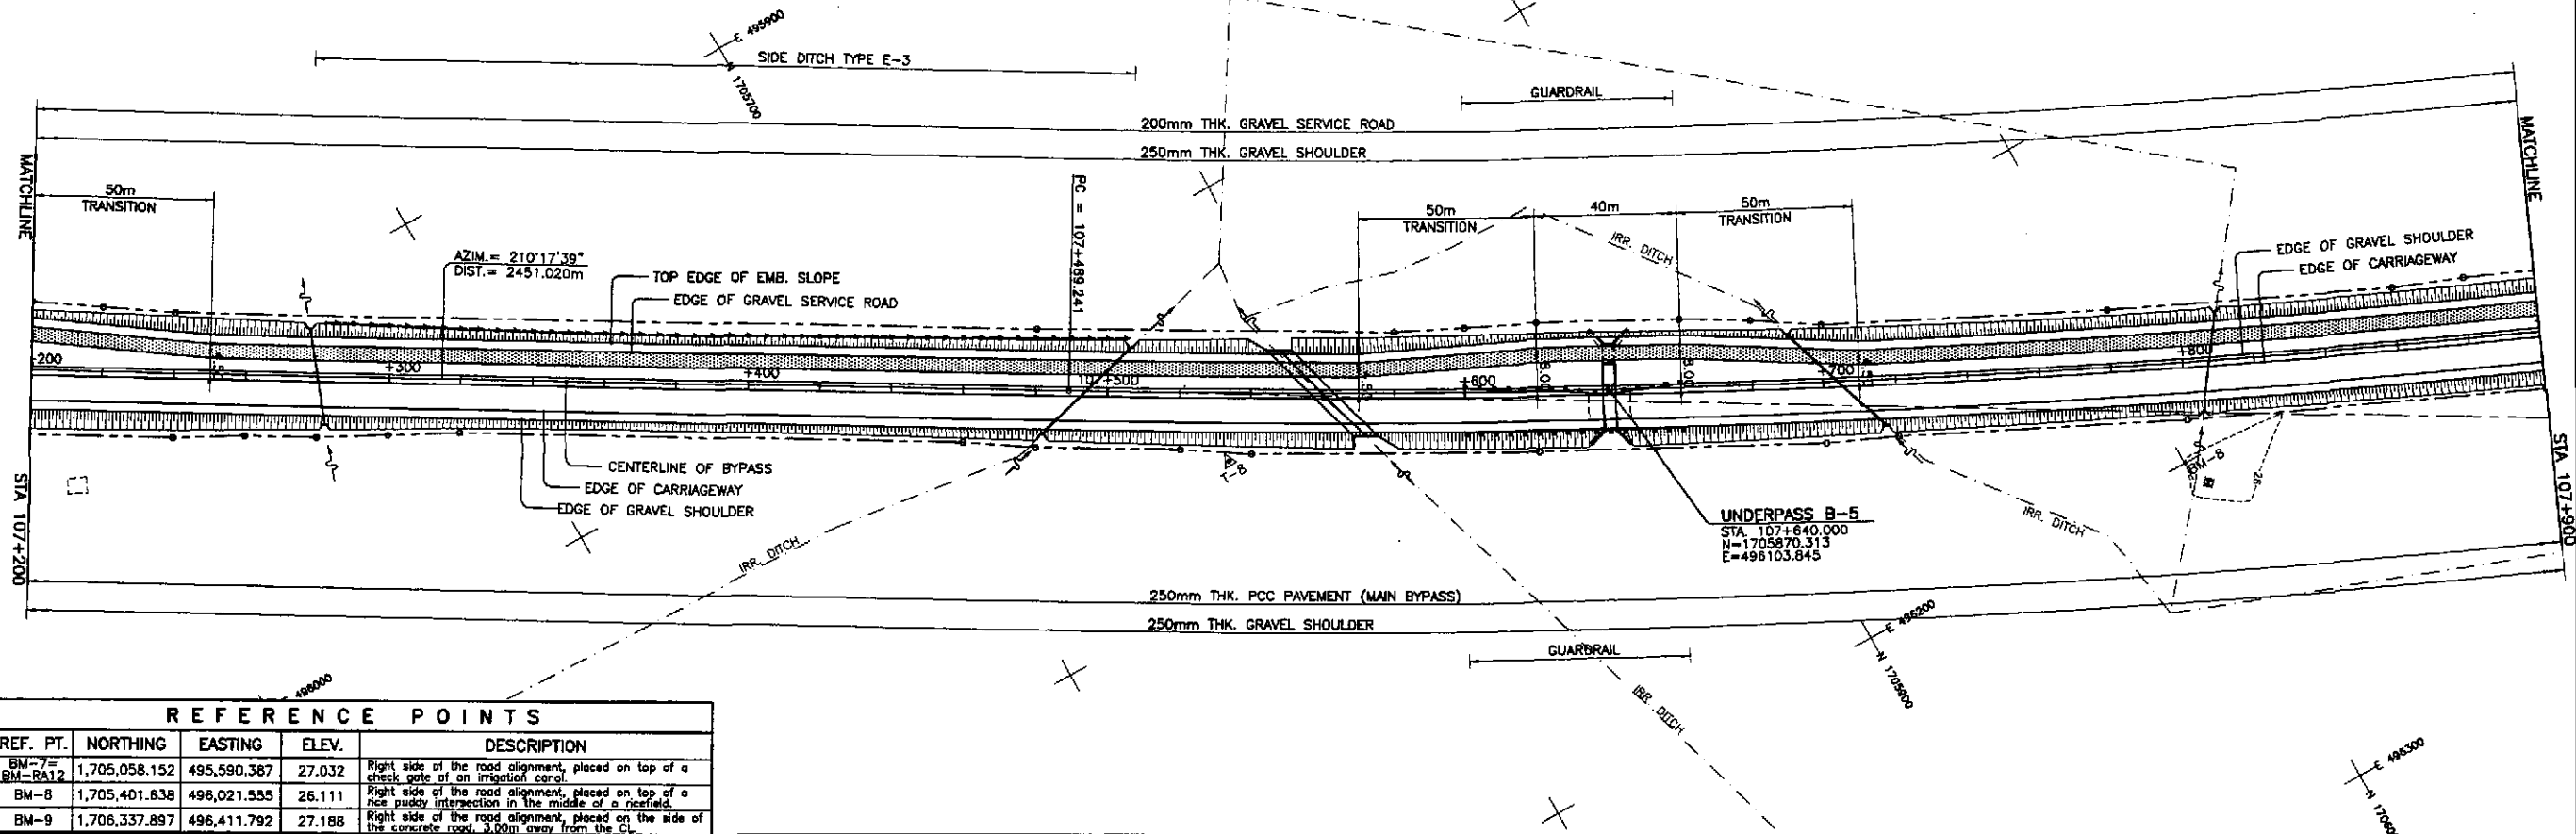 E 495900
N 1705700
SIDE DITCH TYPE E-3
GUARDRAIL
200mm THK. GRAVEL SERVICE ROAD
250mm THK. GRAVEL SHOULDER
MATCHLINE
MATCHLINE
50m
TRANSITION
PC = 107+489.241
50m
TRANSITION
40m
50m
TRANSITION
IRR. DITCH
AZIM.= 210°17'39"
DIST.= 2451.020m
TOP EDGE OF EMB. SLOPE
EDGE OF GRAVEL SERVICE ROAD
EDGE OF GRAVEL SHOULDER
EDGE OF CARRIAGEWAY
+200
+300
+400
107+500
+600
8.00
8.00
+700
+800
CENTERLINE OF BYPASS
EDGE OF CARRIAGEWAY
EDGE OF GRAVEL SHOULDER
T-8
BM-8
STA 107+200
STA 107+900
UNDERPASS B-5
STA. 107+640.000
N=1705870.313
E=496103.845
IRR. DITCH
IRR. DITCH
250mm THK. PCC PAVEMENT (MAIN BYPASS)
250mm THK. GRAVEL SHOULDER
GUARDRAIL
E 496200
N 1705900
IRR. DITCH
496000
E 496300
REFERENCE POINTS
REF. PT. NORTHING EASTING ELEV. DESCRIPTION
BM-7=
BM-RA12 1,705,058.152 495,590.387 27.032 Right side of the road alignment, placed on top of a
check gate of an irrigation canal.
BM-8 1,705,401.638 496,021.555 26.111 Right side of the road alignment, placed on top of a
rice puddy intersection in the middle of a ricefield.
BM-9 1,706,337.897 496,411.792 27.188 Right side of the road alignment, placed on the side of
the concrete road, 3.00m away from the CL